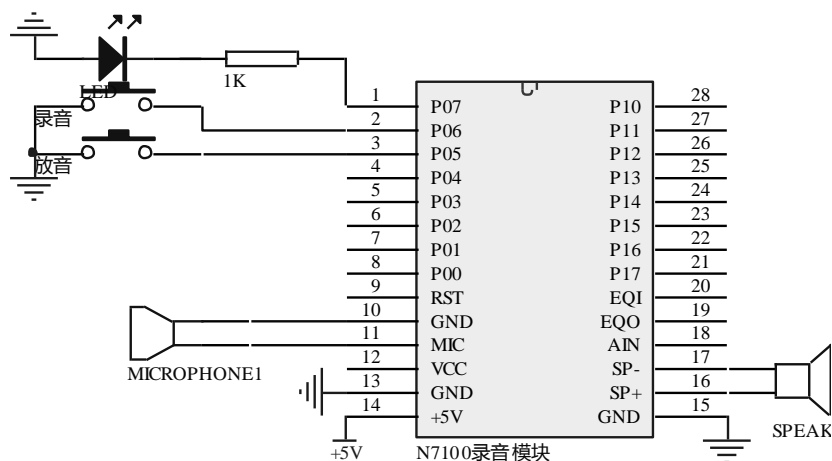 LED
1K
录音
放音
1 P07
2 P06
3 P05
4 P04
5 P03
6 P02
7 P01
8 P00
9 RST
10 GND
11 MIC
12 VCC
13 GND
14 +5V
P10 28
P11 27
P12 26
P13 25
P14 24
P15 23
P16 22
P17 21
EQI 20
EQO 19
AIN 18
SP- 17
SP+ 16
GND 15
MICROPHONE1
+5V
N7100录音模块
SPEAK